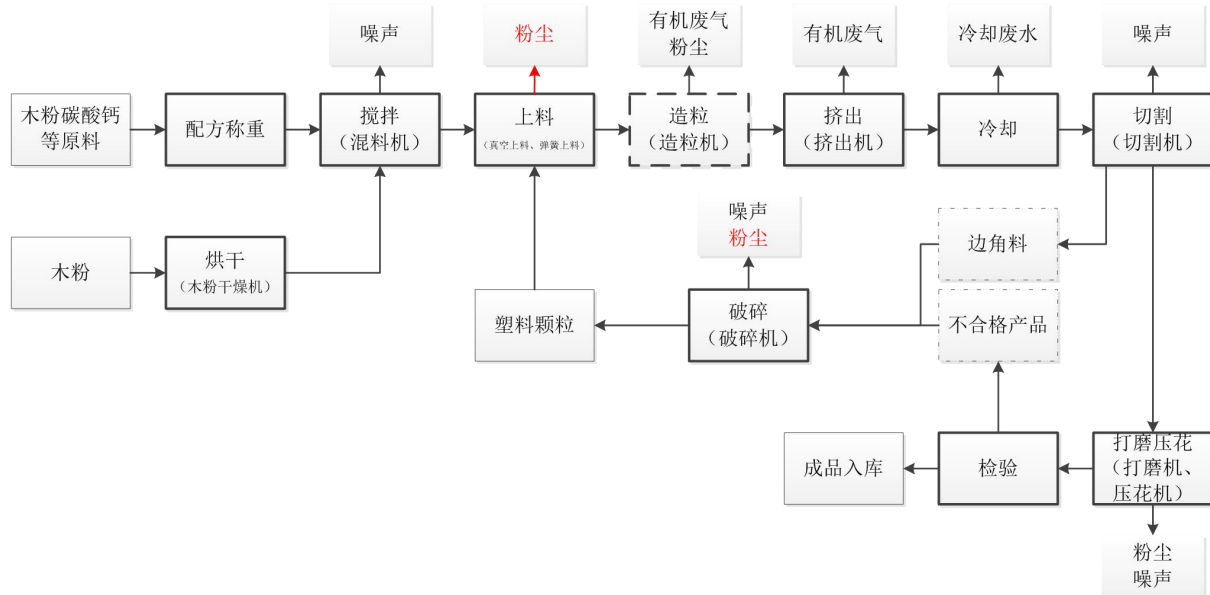 噪声
粉尘
有机废气
粉尘
有机废气
冷却废水
噪声
木粉碳酸钙
等原料
配方称重
搅拌
（混料机）
上料
（真空上料、弹簧上料）
造粒
（造粒机）
挤出
（挤出机）
冷却
切割
（切割机）
噪声
粉尘
边角料
木粉
烘干
（木粉干燥机）
塑料颗粒
破碎
（破碎机）
不合格产品
成品入库
检验
打磨压花
（打磨机、
压花机）
粉尘
噪声